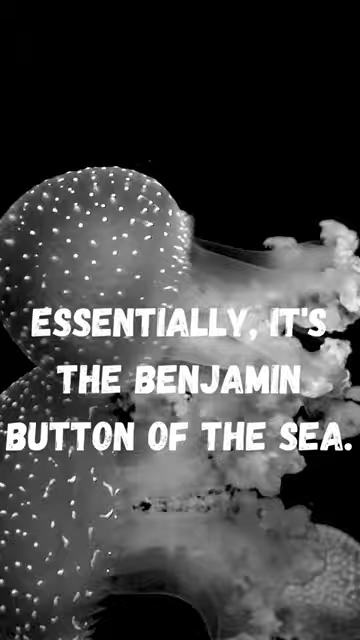 ESSENTIALLY, IT'S
THE BENJAMIN
BUTTON OF THE SEA.